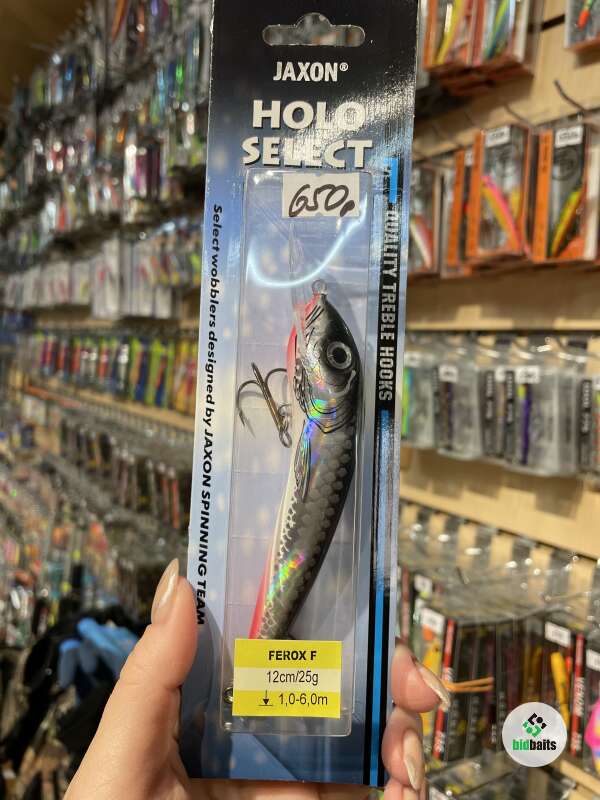 JAXON®
HOLO
SELECT
650р
QUALITY TREBLE HOOKS
Select wobblers designed by JAXON SPINNING TEAM
FEROX F
12cm/25g
1,0-6,0m
bidbaits